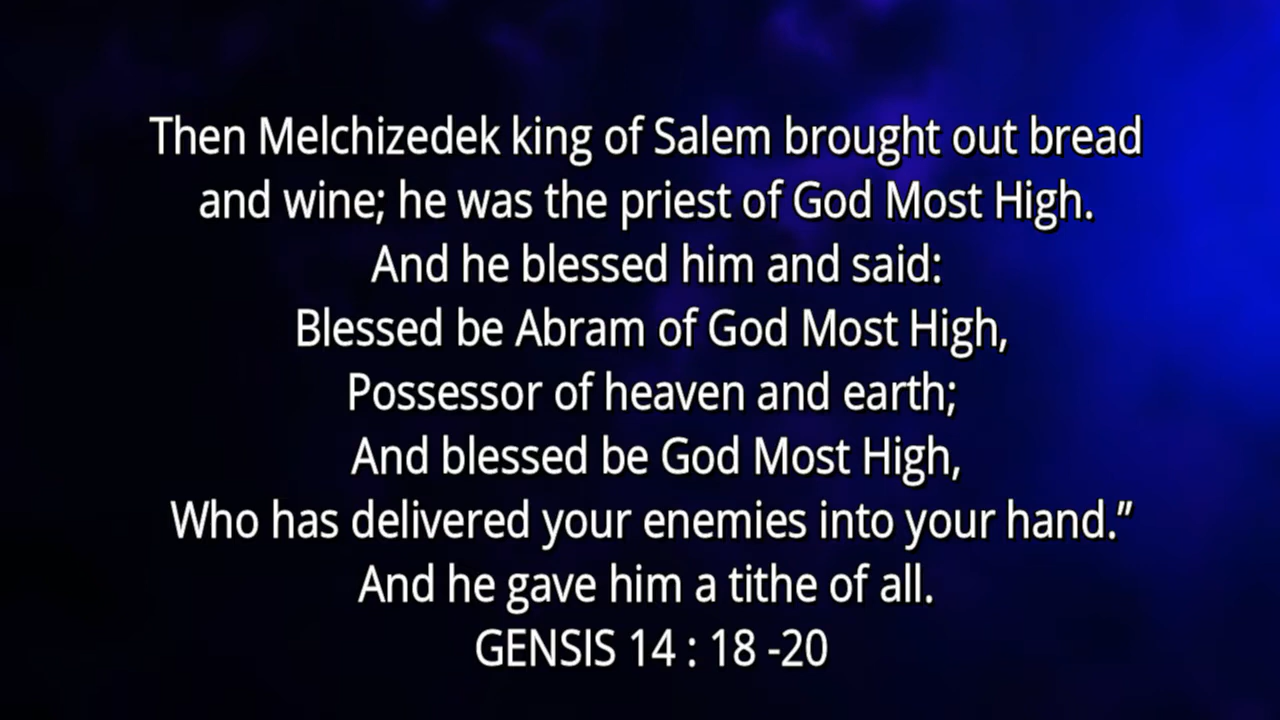 Then Melchizedek king of Salem brought out bread
and wine; he was the priest of God Most High.
And he blessed him and said:
Blessed be Abram of God Most High,
Possessor of heaven and earth;
And blessed be God Most High,
Who has delivered your enemies into your hand.”
And he gave him a tithe of all.
GENSIS 14 : 18 -20